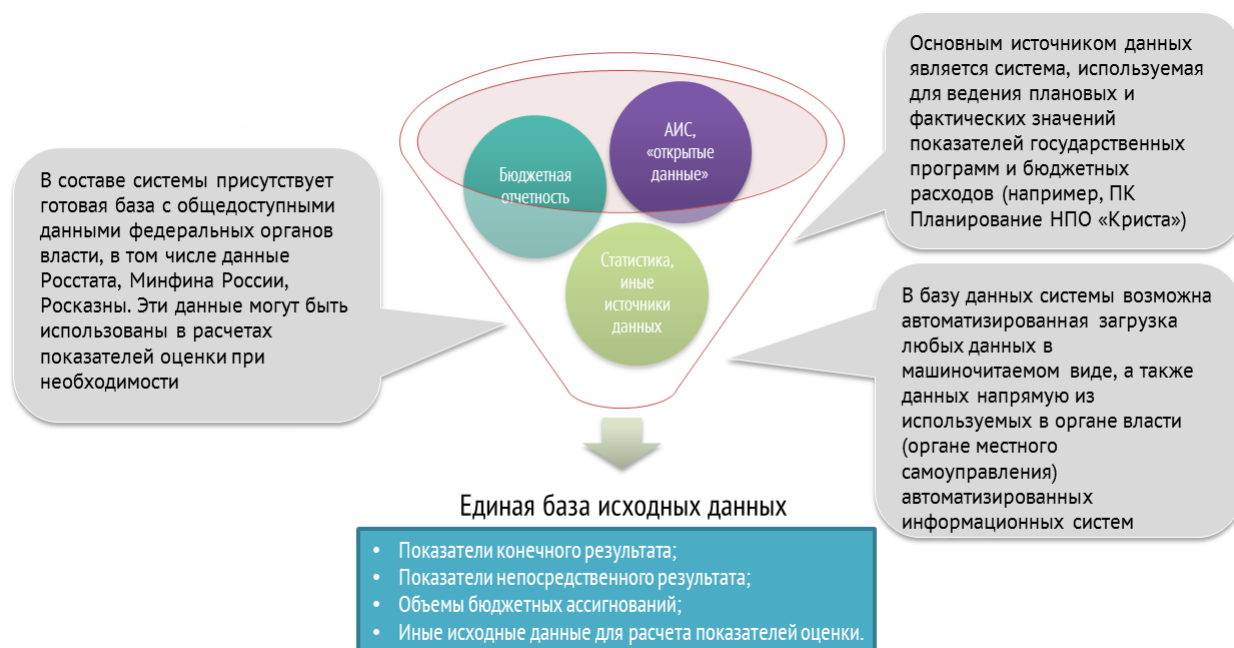 Основным источником данных
является система, используемая
для ведения плановых и
фактических значений
показателей государственных
программ и бюджетных
расходов (например, ПК
Планирование НПО «Криста»)
АИС,
«открытые
данные»
Бюджетная
отчетность
Статистика,
иные
источники
данных
В составе системы присутствует
готовая база с общедоступными
данными федеральных органов
власти, в том числе данные
Росстата, Минфина России,
Росказны. Эти данные могут быть
использованы в расчетах
показателей оценки при
необходимости
В базу данных системы возможна
автоматизированная загрузка
любых данных в
машиночитаемом виде, а также
данных напрямую из
используемых в органе власти
(органе местного
самоуправления)
автоматизированных
информационных систем
Единая база исходных данных
• Показатели конечного результата;
• Показатели непосредственного результата;
• Объемы бюджетных ассигнований;
• Иные исходные данные для расчета показателей оценки.